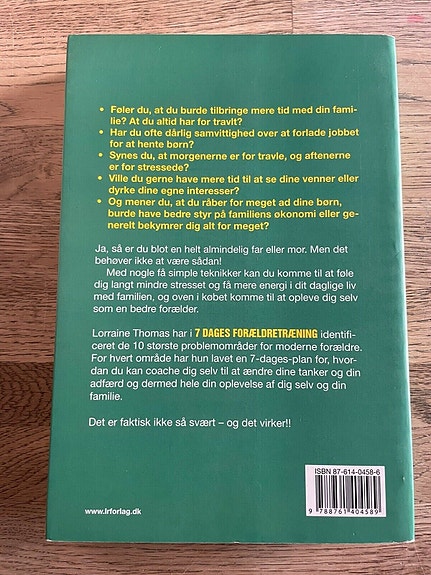 • Føler du, at du burde tilbringe mere tid med din fami-
lie? At du altid har for travlt?
• Har du ofte dårlig samvittighed over at forlade jobbet
for at hente børn?
• Synes du, at morgenerne er for travle, og aftenerne
er for stressede?
• Ville du gerne have mere tid til at se dine venner eller
dyrke dine egne interesser?
• Og mener du, at du råber for meget ad dine børn,
burde have bedre styr på familiens økonomi eller ge-
nerelt bekymrer dig alt for meget?
Ja, så er du blot en helt almindelig far eller mor. Men det
behøver ikke at være sådan!
Med nogle få simple teknikker kan du komme til at føle
dig langt mindre stresset og få mere energi i dit daglige liv
med familien, og oven i købet komme til at opleve dig selv
som en bedre forælder.
Lorraine Thomas har i 7 DAGES FORÆLDRETRÆNING identifi-
ceret de 10 største problemområder for moderne forældre.
For hvert område har hun lavet en 7-dages-plan for, hvor-
dan du kan coache dig selv til at ændre dine tanker og din
adfærd og dermed hele din oplevelse af dig selv og din
familie.
Det er faktisk ikke så svært – og det virker!!
ISBN 87-614-0458-6
9 788761 404589
www.lrforlag.dk